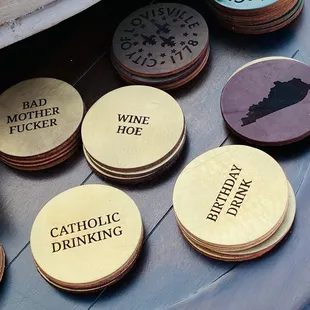 CITY OF LOUISVILLE
1778
BAD
MOTHER
FUCKER
WINE
HOE
BIRTHDAY
DRINK
CATHOLIC
DRINKING